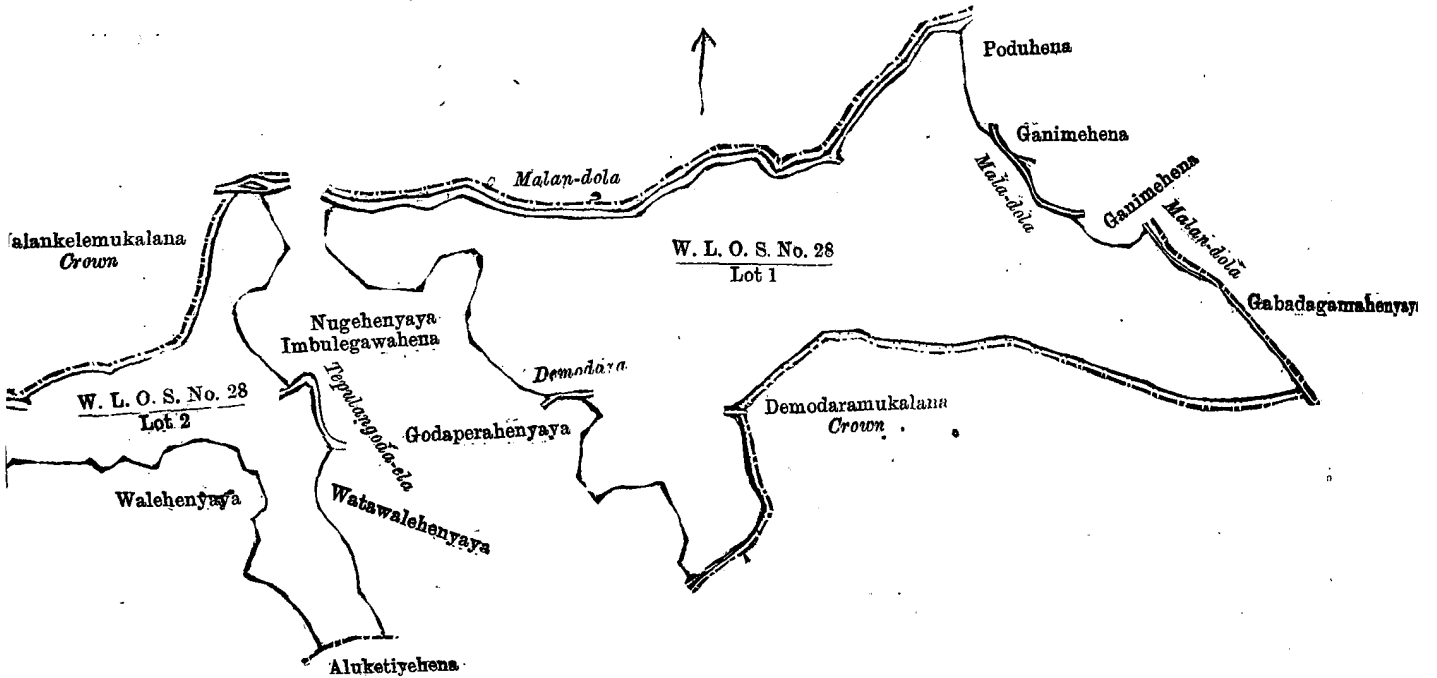 Poduhena
Ganimehena
Mala-dola
Ganimehena
Malan-dola
Malan-dola
alankelemukalana
Crown
W. L. O. S. No. 28
Lot 1
Gabadagamahenyay
Nugehenyaya
Imbulegawahena
Tepulangoda-ela
Demodara
W. L. O. S. No. 28
Lot 2
Demodaramukalana
Crown
Godaperahenyaya
Walehenyaya
Watawalehenyaya
Aluketiyehena